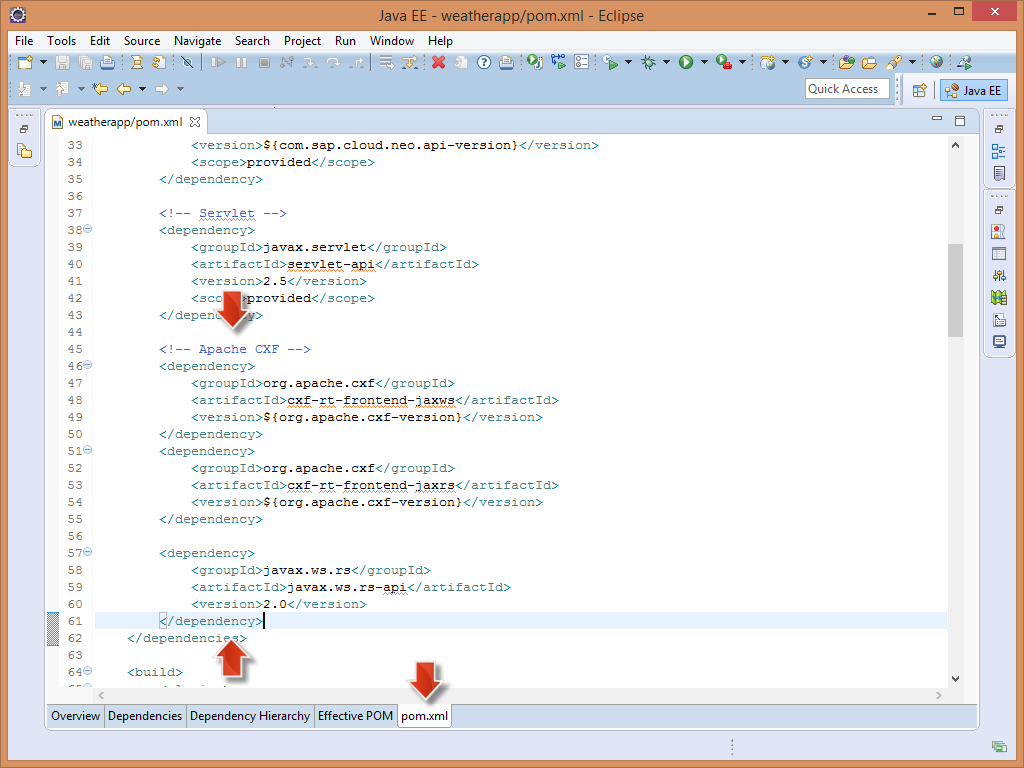 Java EE - weatherapp/pom.xml - Eclipse
File Tools Edit Source Navigate Search Project Run Window Help
Quick Access
Java EE
weatherapp/pom.xml
33 <version>${com.sap.cloud.neo.api-version}</version>
34 <scope>provided</scope>
35 </dependency>
36
37 <!-- Servlet -->
38 <dependency>
39 <groupId>javax.servlet</groupId>
40 <artifactId>servlet-api</artifactId>
41 <version>2.5</version>
42 <sco provided</scope>
43 </depend y>
44
45 <!-- Apache CXF -->
46 <dependency>
47 <groupId>org.apache.cxf</groupId>
48 <artifactId>cxf-rt-frontend-jaxws</artifactId>
49 <version>${org.apache.cxf-version}</version>
50 </dependency>
51 <dependency>
52 <groupId>org.apache.cxf</groupId>
53 <artifactId>cxf-rt-frontend-jaxrs</artifactId>
54 <version>${org.apache.cxf-version}</version>
55 </dependency>
56
57 <dependency>
58 <groupId>javax.ws.rs</groupId>
59 <artifactId>javax.ws.rs-api</artifactId>
60 <version>2.0</version>
61 </dependency>
62 </dependencies>
63
64 <build>
Overview Dependencies Dependency Hierarchy Effective POM pom.xml